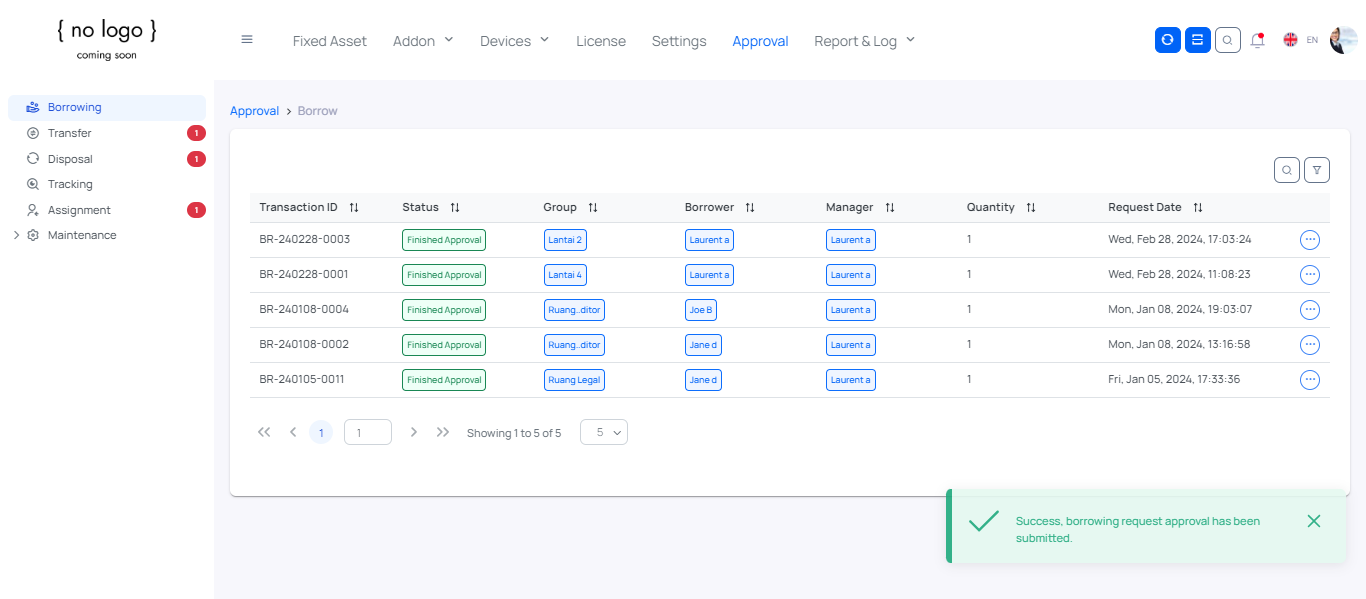 { no logo }
coming soon
Fixed Asset Addon Devices License Settings Approval Report & Log EN
Borrowing
Transfer 1
Disposal 1
Tracking
Assignment 1
Maintenance
Approval > Borrow
Transaction ID Status Group Borrower Manager Quantity Request Date
BR-240228-0003 Finished Approval Lantai 2 Laurent a Laurent a 1 Wed, Feb 28, 2024, 17:03:24
BR-240228-0001 Finished Approval Lantai 4 Laurent a Laurent a 1 Wed, Feb 28, 2024, 11:08:23
BR-240108-0004 Finished Approval Ruang..ditor Joe B Laurent a 1 Mon, Jan 08, 2024, 19:03:07
BR-240108-0002 Finished Approval Ruang..ditor Jane d Laurent a 1 Mon, Jan 08, 2024, 13:16:58
BR-240105-0011 Finished Approval Ruang Legal Jane d Laurent a 1 Fri, Jan 05, 2024, 17:33:36
1 1 Showing 1 to 5 of 5 5
Success, borrowing request approval has been
submitted.